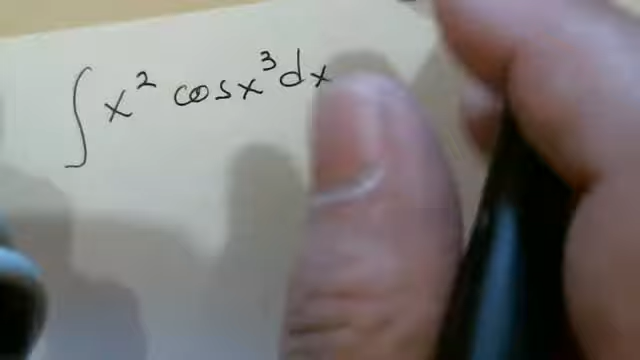 ∫ x² cos x³ dx